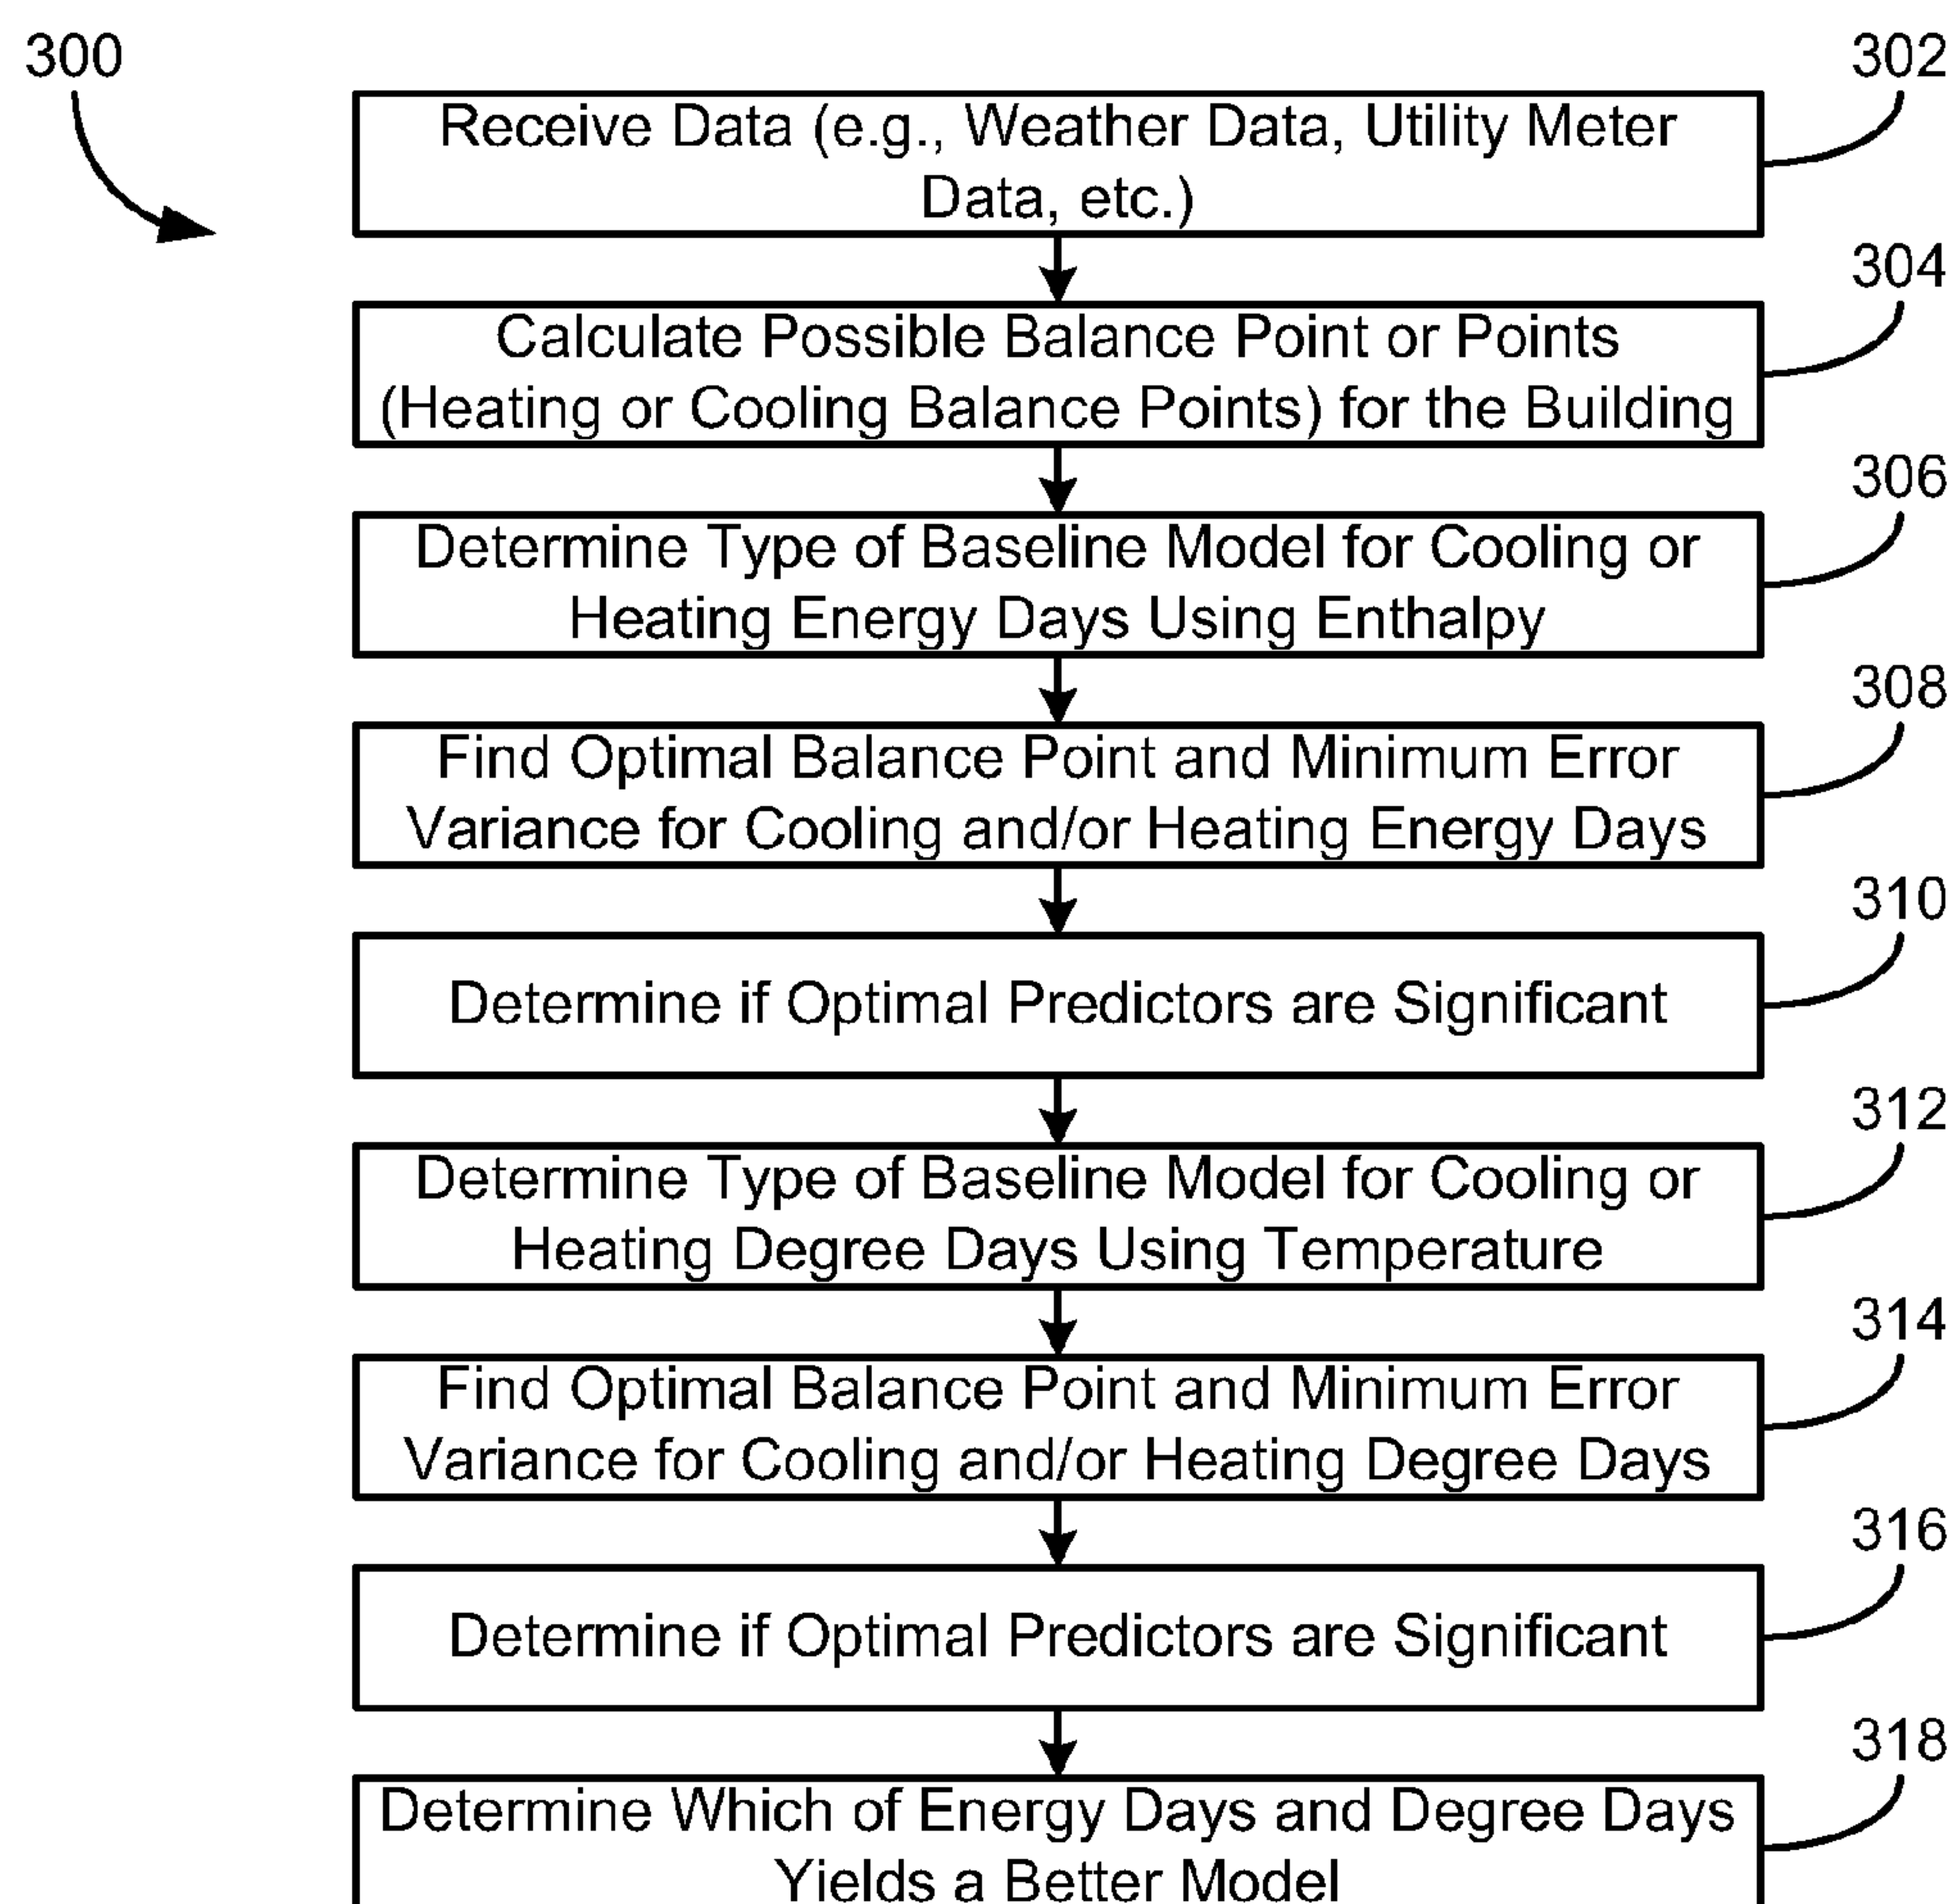 300
302
Receive Data (e.g., Weather Data, Utility Meter
Data, etc.)
304
Calculate Possible Balance Point or Points
(Heating or Cooling Balance Points) for the Building
306
Determine Type of Baseline Model for Cooling or
Heating Energy Days Using Enthalpy
308
Find Optimal Balance Point and Minimum Error
Variance for Cooling and/or Heating Energy Days
310
Determine if Optimal Predictors are Significant
312
Determine Type of Baseline Model for Cooling or
Heating Degree Days Using Temperature
314
Find Optimal Balance Point and Minimum Error
Variance for Cooling and/or Heating Degree Days
316
Determine if Optimal Predictors are Significant
318
Determine Which of Energy Days and Degree Days
Yields a Better Model